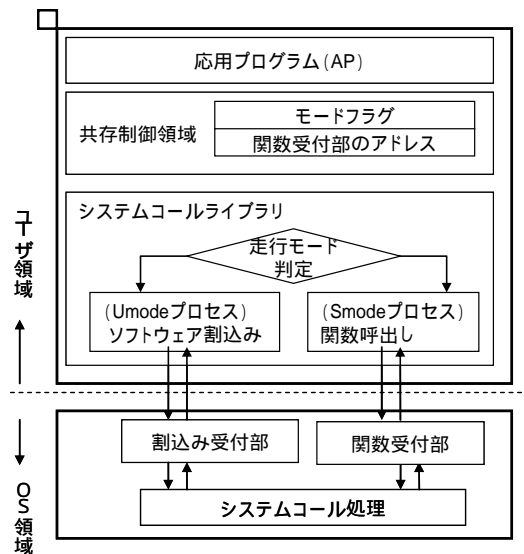 応用プログラム(AP)
共存制御領域
モードフラグ
関数受付部のアドレス
システムコールライブラリ
走行モード
判定
(Umodeプロセス)
ソフトウェア割込み
(Smodeプロセス)
関数呼出し
ユーザ領域
割込み受付部
関数受付部
システムコール処理
OS領域